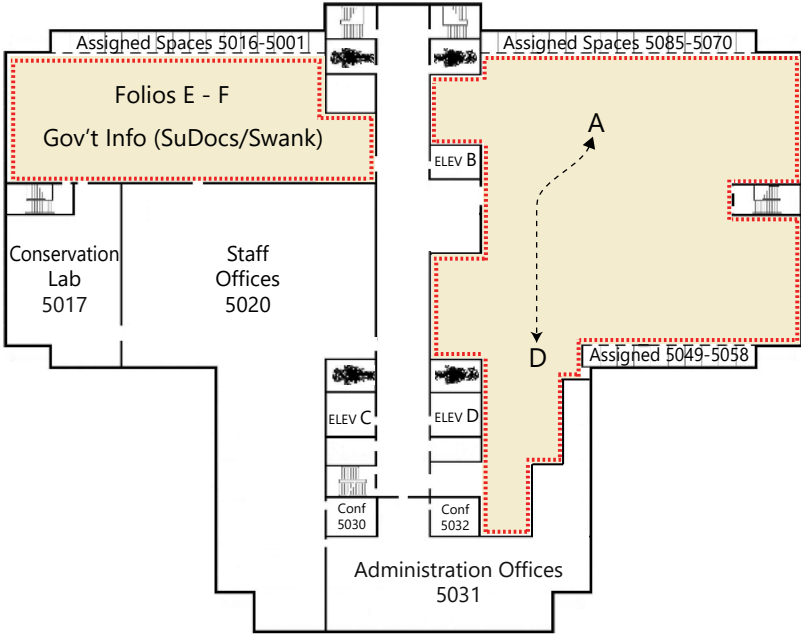 Assigned Spaces 5016-5001
Assigned Spaces 5085-5070
Folios E - F
Gov't Info (SuDocs/Swank)
A
ELEV B
Conservation
Lab
5017
Staff
Offices
5020
D
Assigned 5049-5058
ELEV C
ELEV D
Conf
5030
Conf
5032
Administration Offices
5031